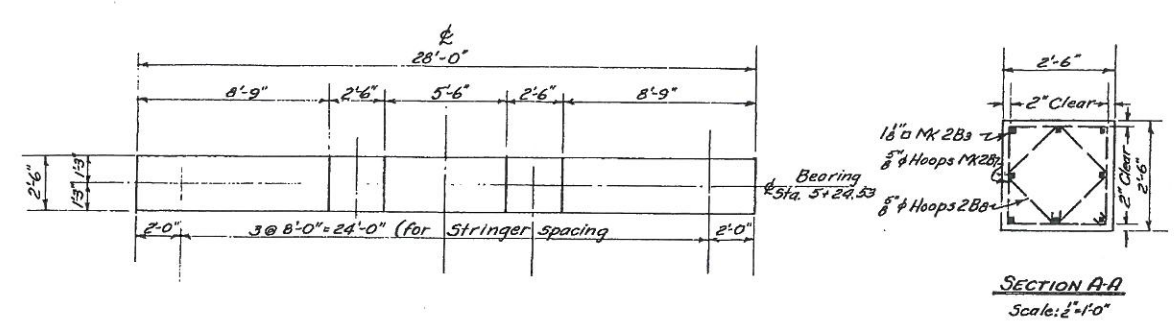 ℄
28'-0"
8'-9" 2'-6" 5'-6" 2'-6" 8'-9"
2'-6" 1'-3" 1'-3"
℄ Bearing
Sta. 5+24.53
2'-0" 3@8'-0"=24'-0" (for Stringer spacing 2'-0"
2'-6"
2" Clear
1⅛"□ MK 2B3
⅝"ϕ Hoops MK2B7
⅝"ϕ Hoops 2B8
2" Clear
2'-6"
SECTION A-A
Scale: ½"=1'-0"